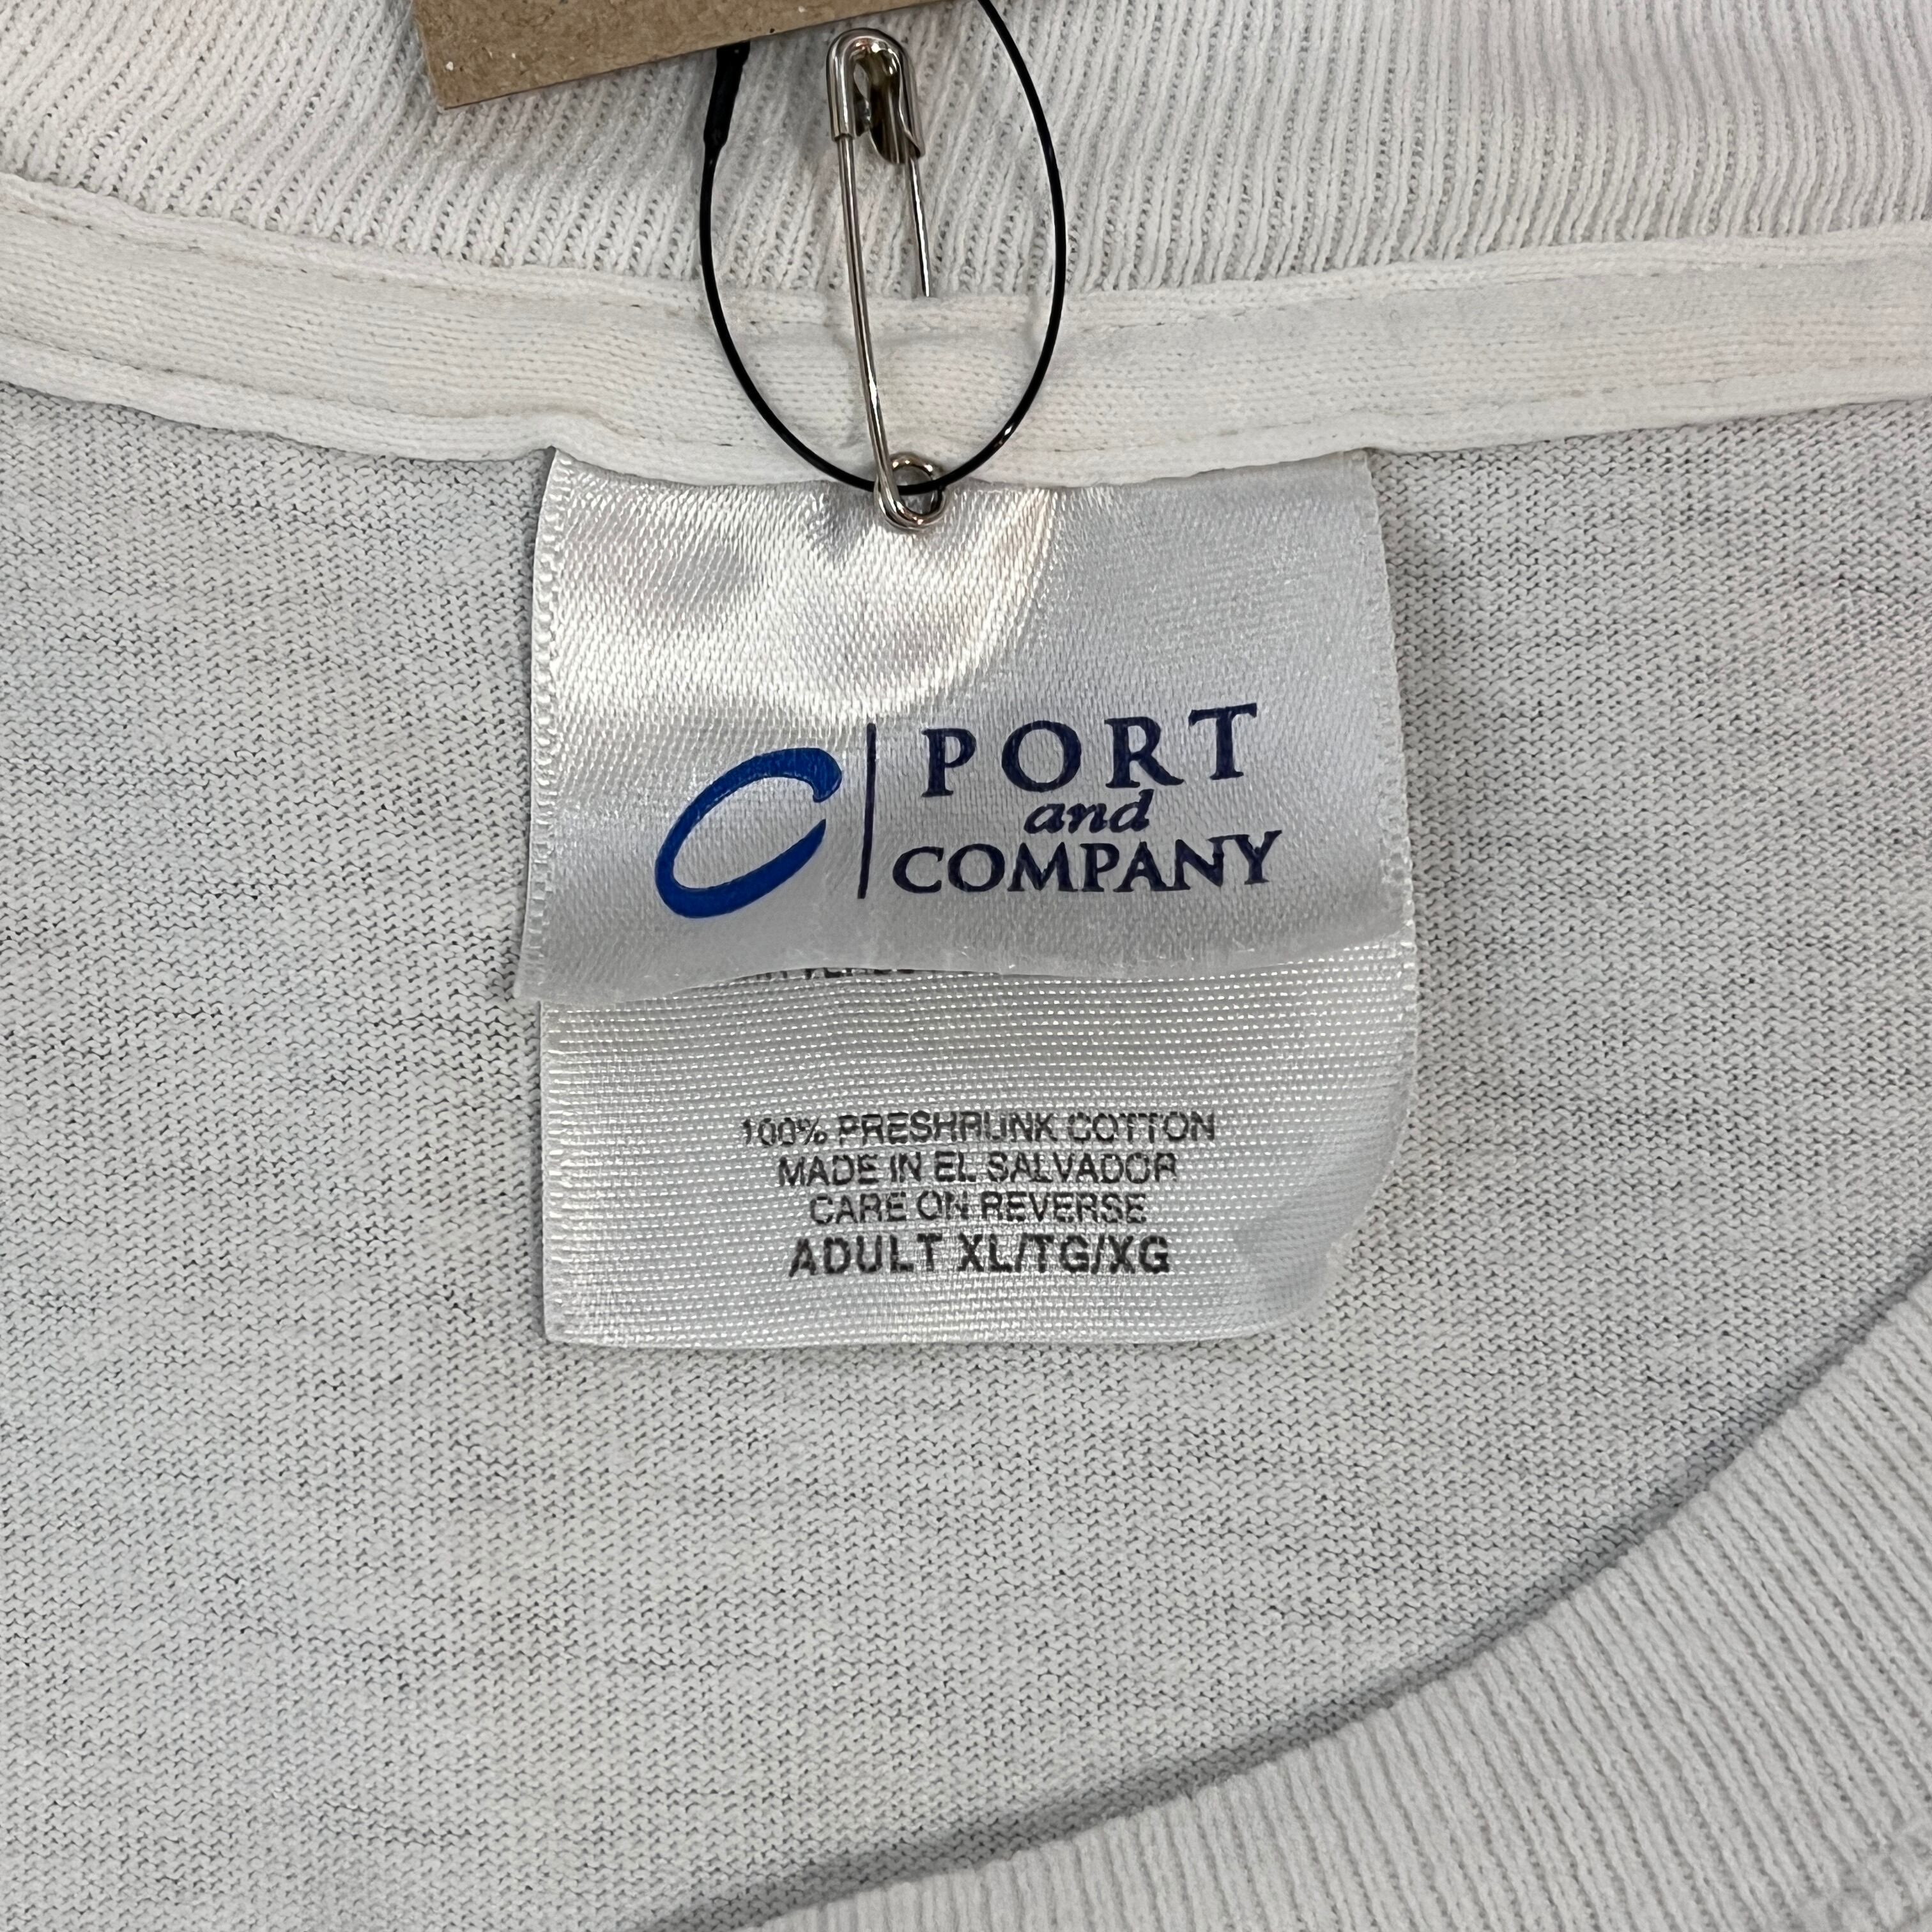 PORT
and
COMPANY
100% PRESHRUNK COTTON
MADE IN EL SALVADOR
CARE ON REVERSE
ADULT XL/TG/XG